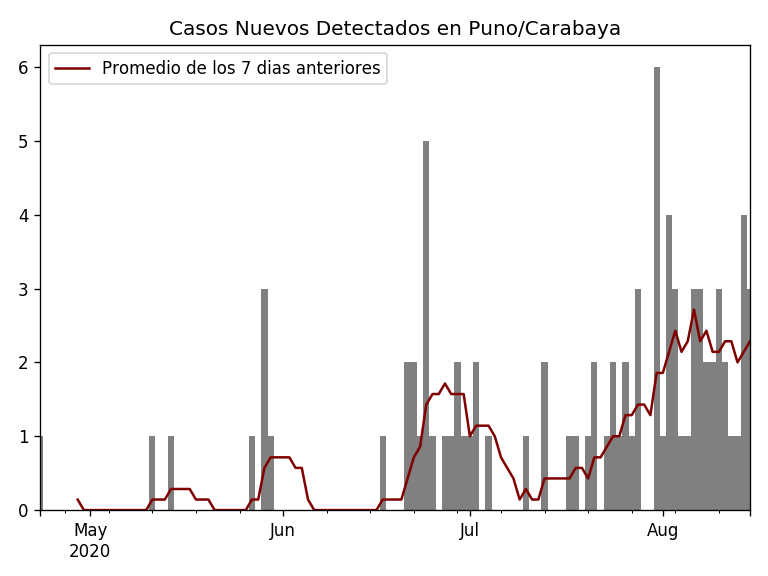 Casos Nuevos Detectados en Puno/Carabaya
Promedio de los 7 dias anteriores
6
5
4
3
2
1
0
May Jun Jul Aug
2020